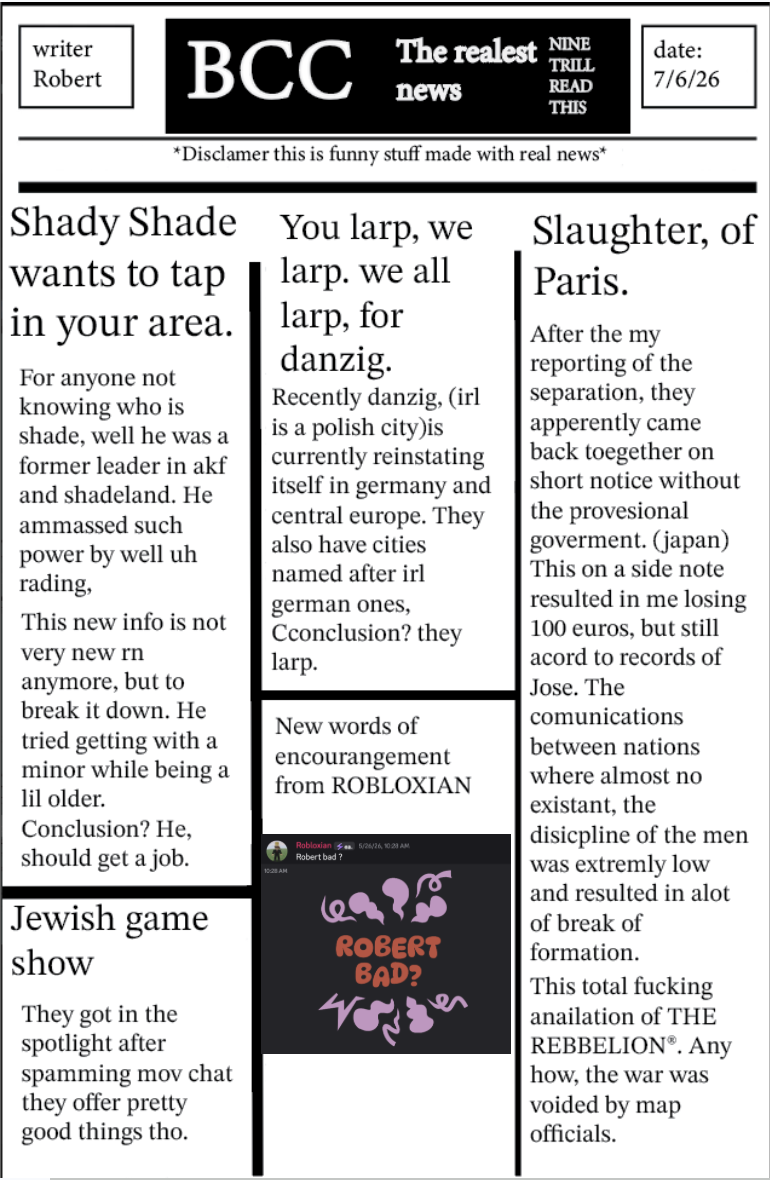 writer
Robert
BCC
The realest
news
NINE
TRILL
READ
THIS
date:
7/6/26
*Disclamer this is funny stuff made with real news*
Shady Shade
wants to tap
in your area.
For anyone not
knowing who is
shade, well he was a
former leader in akf
and shadeland. He
ammassed such
power by well uh
rading,
This new info is not
very new rn
anymore, but to
break it down. He
tried getting with a
minor while being a
lil older.
Conclusion? He,
should get a job.
Jewish game
show
They got in the
spotlight after
spamming mov chat
they offer pretty
good things tho.
You larp, we
larp. we all
larp, for
danzig.
Recently danzig, (irl
is a polish city)is
currently reinstating
itself in germany and
central europe. They
also have cities
named after irl
german ones,
Cconclusion? they
larp.
New words of
encourangement
from ROBLOXIAN
Robloxian 5/26/26, 10:28 AM
Robert bad ?
10:28 AM
ROBERT
BAD?
Slaughter, of
Paris.
After the my
reporting of the
separation, they
apperently came
back toegether on
short notice without
the provesional
goverment. (japan)
This on a side note
resulted in me losing
100 euros, but still
acord to records of
Jose. The
comunications
between nations
where almost no
existant, the
disicpline of the men
was extremly low
and resulted in alot
of break of
formation.
This total fucking
anailation of THE
REBBELION®. Any
how, the war was
voided by map
officials.